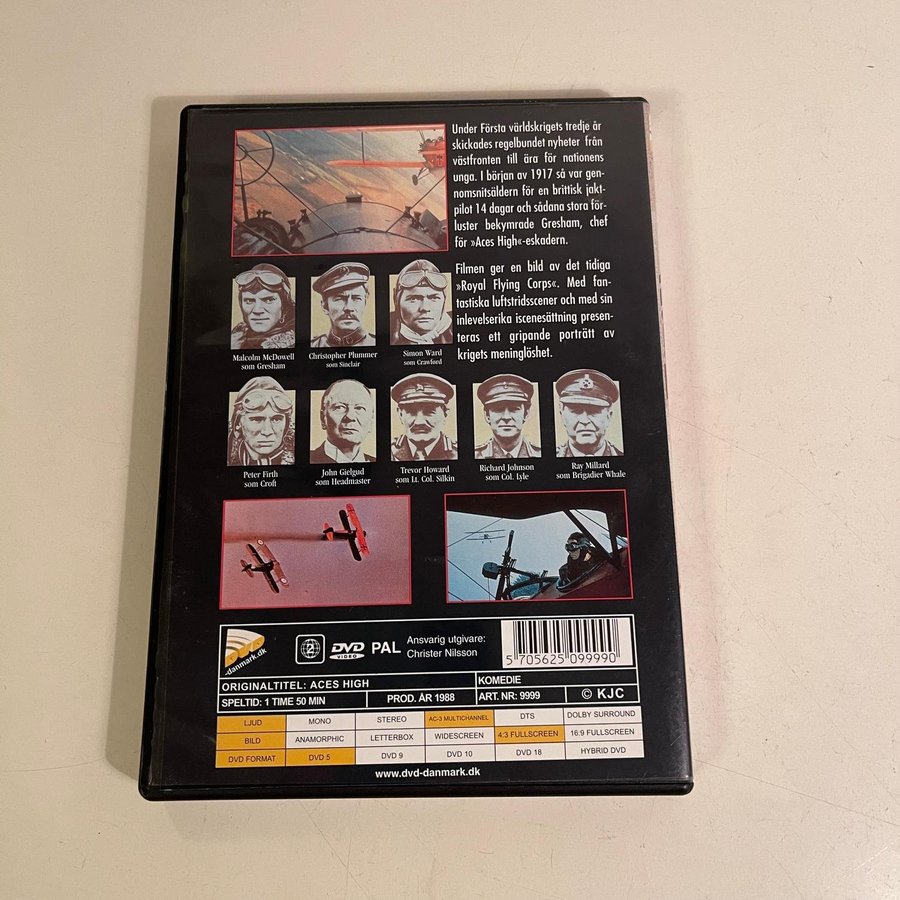 Under Första världskrigets tredje år
skickades regelbundet nyheter från
västfronten till ära för nationens
unga. I början av 1917 så var gen-
nomsnitsåldern för en brittisk jakt-
pilot 14 dagar och sådana stora för-
luster bekymrade Gresham, chef
för »Aces High«-eskadern.
Filmen ger en bild av det tidiga
»Royal Flying Corps«. Med fan-
tastiska luftstridsscener och med sin
inlevelserika iscenesättning presen-
teras ett gripande porträtt av
krigets meninglöshet.
Malcolm McDowell
som Gresham
Christopher Plummer
som Sinclair
Simon Ward
som Crawford
Peter Firth
som Croft
John Gielgud
som Headmaster
Trevor Howard
som Lt. Col. Silkin
Richard Johnson
som Col. Lyle
Ray Millard
som Brigadier Whale
DVD
danmark.dk
2
DVD
VIDEO
PAL
Ansvarig utgivare:
Christer Nilsson
5 705625 099990
ORIGINALTITEL: ACES HIGH
KOMEDIE
SPELTID: 1 TIME 50 MIN
PROD. ÅR 1988
ART. NR: 9999
© KJC
LJUD MONO STEREO AC-3 MULTICHANNEL DTS DOLBY SURROUND
BILD ANAMORPHIC LETTERBOX WIDESCREEN 4:3 FULLSCREEN 16:9 FULLSCREEN
DVD FORMAT DVD 5 DVD 9 DVD 10 DVD 18 HYBRID DVD
www.dvd-danmark.dk